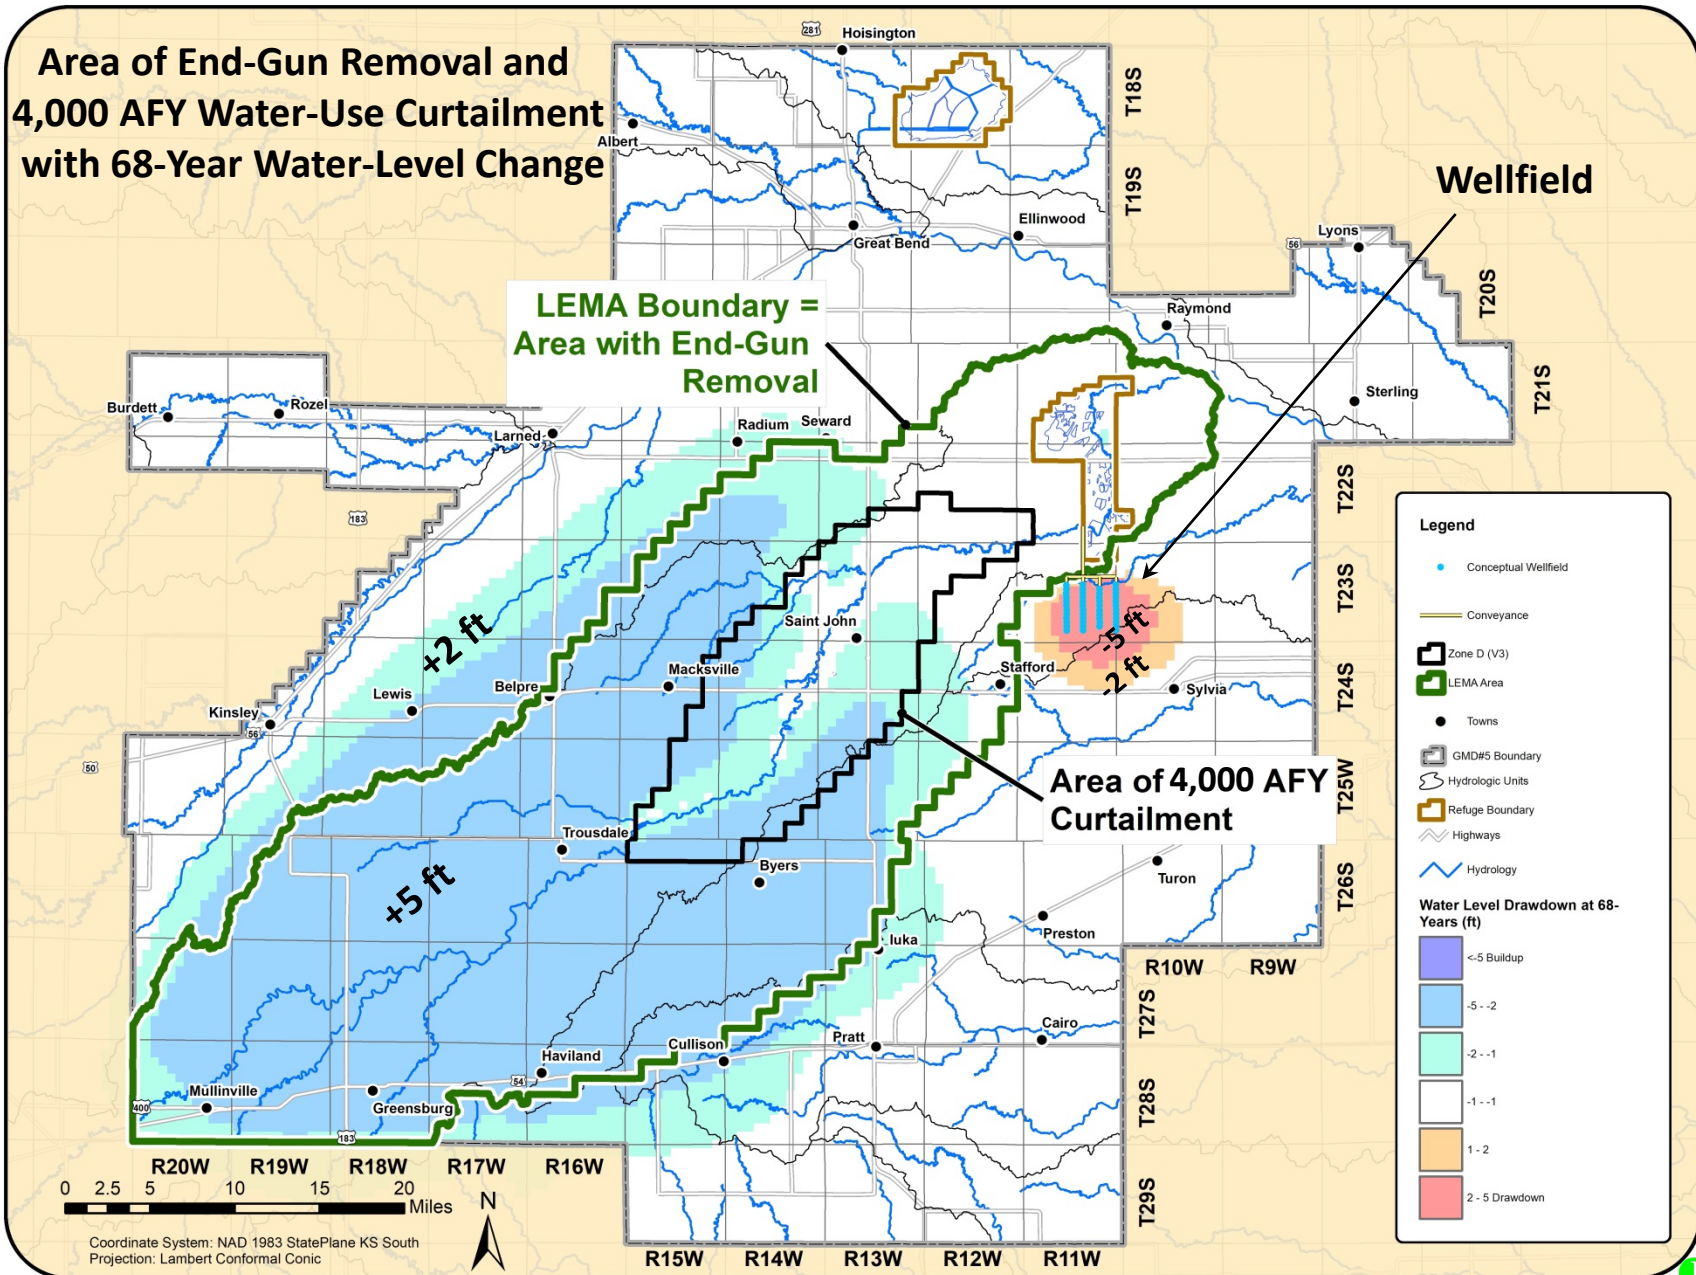 Area of End-Gun Removal and
4,000 AFY Water-Use Curtailment
with 68-Year Water-Level Change
281
Hoisington
Albert
T18S
T19S
Wellfield
Great Bend
Ellinwood
Lyons
56
T20S
LEMA Boundary =
Area with End-Gun
Removal
Raymond
Burdett
Rozel
Larned
Radium
Seward
Sterling
T21S
183
T22S
T23S
Saint John
+2 ft
-5 ft
-2 ft
Macksville
Stafford
Sylvia
Lewis
Belpre
Kinsley
56
50
T24S
Area of 4,000 AFY
Curtailment
T25W
Trousdale
Byers
+5 ft
Turon
T26S
Preston
Iuka
R10W
R9W
T27S
Cairo
Pratt
Cullison
Haviland
54
Mullinville
400
Greensburg
183
T28S
R20W
R19W
R18W
R17W
R16W
T29S
R15W
R14W
R13W
R12W
R11W
0 2.5 5 10 15 20
Miles
N
Coordinate System: NAD 1983 StatePlane KS South
Projection: Lambert Conformal Conic
Legend
Conceptual Wellfield
Conveyance
Zone D (V3)
LEMA Area
Towns
GMD#5 Boundary
Hydrologic Units
Refuge Boundary
Highways
Hydrology
Water Level Drawdown at 68-
Years (ft)
<-5 Buildup
-5 - -2
-2 - -1
-1 - -1
1 - 2
2 - 5 Drawdown